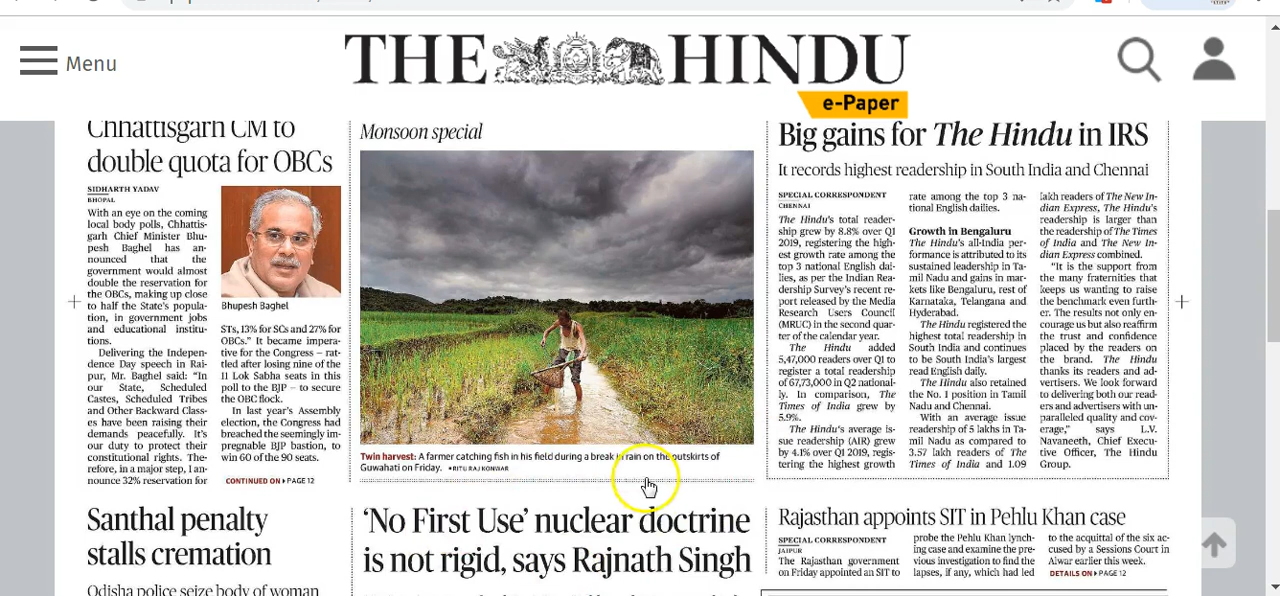 Menu
THE HINDU
e-Paper
Chhattisgarh CM to
double quota for OBCs
SIDHARTH YADAV
BHOPAL
With an eye on the coming
local body polls, Chhattis-
garh Chief Minister Bhu-
pesh Baghel has an-
nounced that the
government would almost
double the reservation for
the OBCs, making up close
to half the State's popula-
tion, in government jobs
and educational institu-
tions.
Delivering the Indepen-
dence Day speech in Rai-
pur, Mr. Baghel said: "In
our State, Scheduled
Castes, Scheduled Tribes
and Other Backward Class-
es have been raising their
demands peacefully. It's
our duty to protect their
constitutional rights. The-
refore, in a major step, I an-
nounce 32% reservation for
Bhupesh Baghel
STs, 13% for SCs and 27% for
OBCs." It became impera-
tive for the Congress – rat-
tled after losing nine of the
11 Lok Sabha seats in this
poll to the BJP – to secure
the OBC flock.
In last year's Assembly
election, the Congress had
breached the seemingly im-
pregnable BJP bastion, to
win 60 of the 90 seats.
CONTINUED ON PAGE 12
Monsoon special
Twin harvest: A farmer catching fish in his field during a break in rain on the outskirts of
Guwahati on Friday. •RITU RAJ KONWAR
Big gains for The Hindu in IRS
It records highest readership in South India and Chennai
SPECIAL CORRESPONDENT
CHENNAI
The Hindu's total reader-
ship grew by 8.8% over Q1
2019, registering the high-
est growth rate among the
top 3 national English dai-
lies, as per the Indian Rea-
dership Survey's recent re-
port released by the Media
Research Users Council
(MRUC) in the second quar-
ter of the calendar year.
The Hindu added
5,47,000 readers over Q1 to
register a total readership
of 67,73,000 in Q2 national-
ly. In comparison, The
Times of India grew by
5.9%.
The Hindu's average is-
sue readership (AIR) grew
by 4.1% over Q1 2019, regis-
tering the highest growth
rate among the top 3 na-
tional English dailies.
Growth in Bengaluru
The Hindu's all-India per-
formance is attributed to its
sustained leadership in Ta-
mil Nadu and gains in mar-
kets like Bengaluru, rest of
Karnataka, Telangana and
Hyderabad.
The Hindu registered the
highest total readership in
South India and continues
to be South India's largest
read English daily.
The Hindu also retained
the No. 1 position in Tamil
Nadu and Chennai.
With an average issue
readership of 5 lakhs in Ta-
mil Nadu as compared to
3.57 lakh readers of The
Times of India and 1.09
lakh readers of The New In-
dian Express, The Hindu's
readership is larger than
the readership of The Times
of India and The New In-
dian Express combined.
"It is the support from
the many fraternities that
keeps us wanting to raise
the benchmark even furth-
er. The results not only en-
courage us but also reaffirm
the trust and confidence
placed by the readers on
the brand. The Hindu
thanks its readers and ad-
vertisers. We look forward
to delivering both our read-
ers and advertisers with un-
paralleled quality and cov-
erage," says L.V.
Navaneeth, Chief Execu-
tive Officer, The Hindu
Group.
Santhal penalty
stalls cremation
Odisha police seize body of woman
'No First Use' nuclear doctrine
is not rigid, says Rajnath Singh
Rajasthan appoints SIT in Pehlu Khan case
SPECIAL CORRESPONDENT
JAIPUR
The Rajasthan government
on Friday appointed an SIT to
probe the Pehlu Khan lynch-
ing case and examine the pre-
vious investigation to find the
lapses, if any, which had led
to the acquittal of the six ac-
cused by a Sessions Court in
Alwar earlier this week.
DETAILS ON PAGE 12